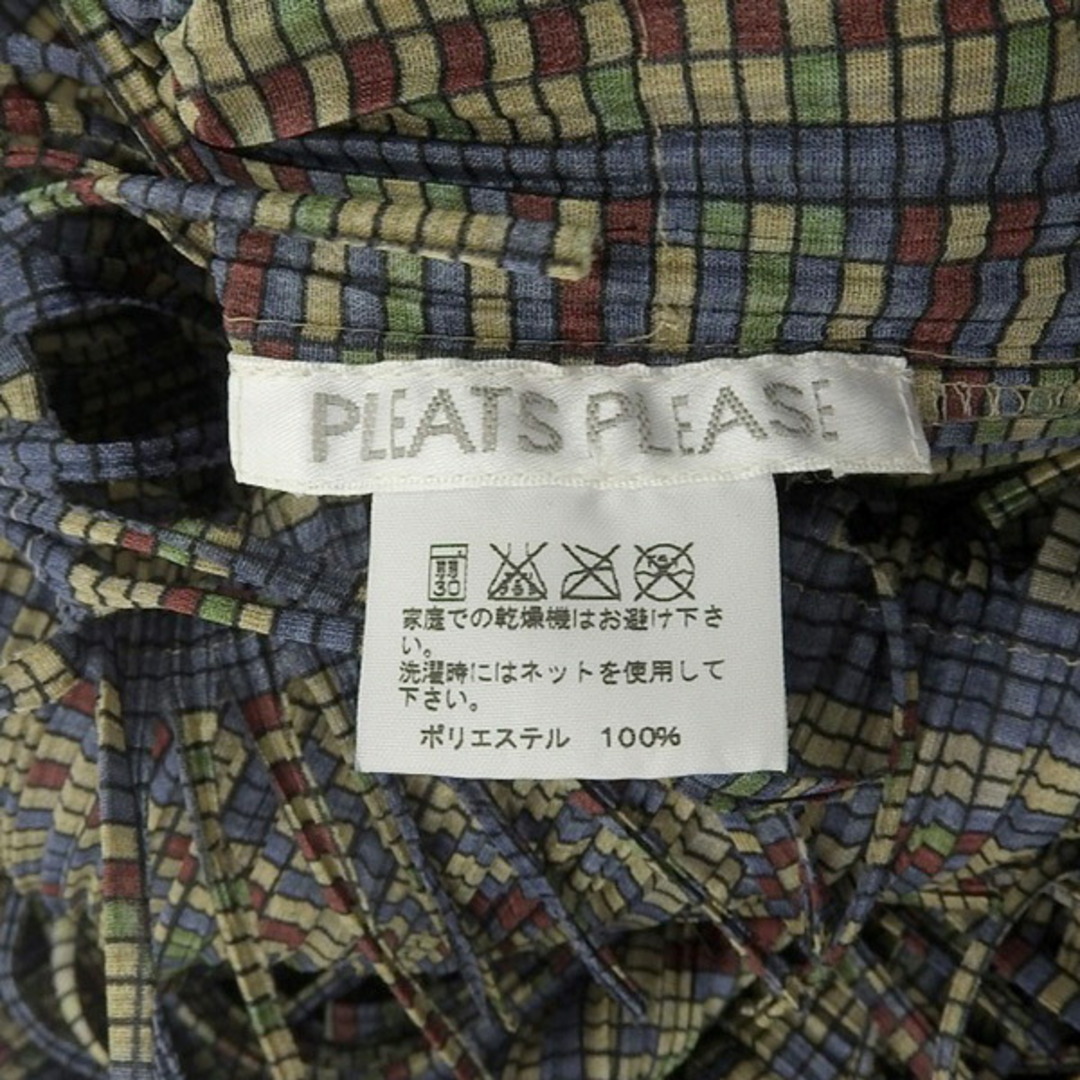 PLEATS PLEASE
弱 30
家庭での乾燥機はお避け下さ
い。
洗濯時にはネットを使用して
下さい。
ポリエステル 100%